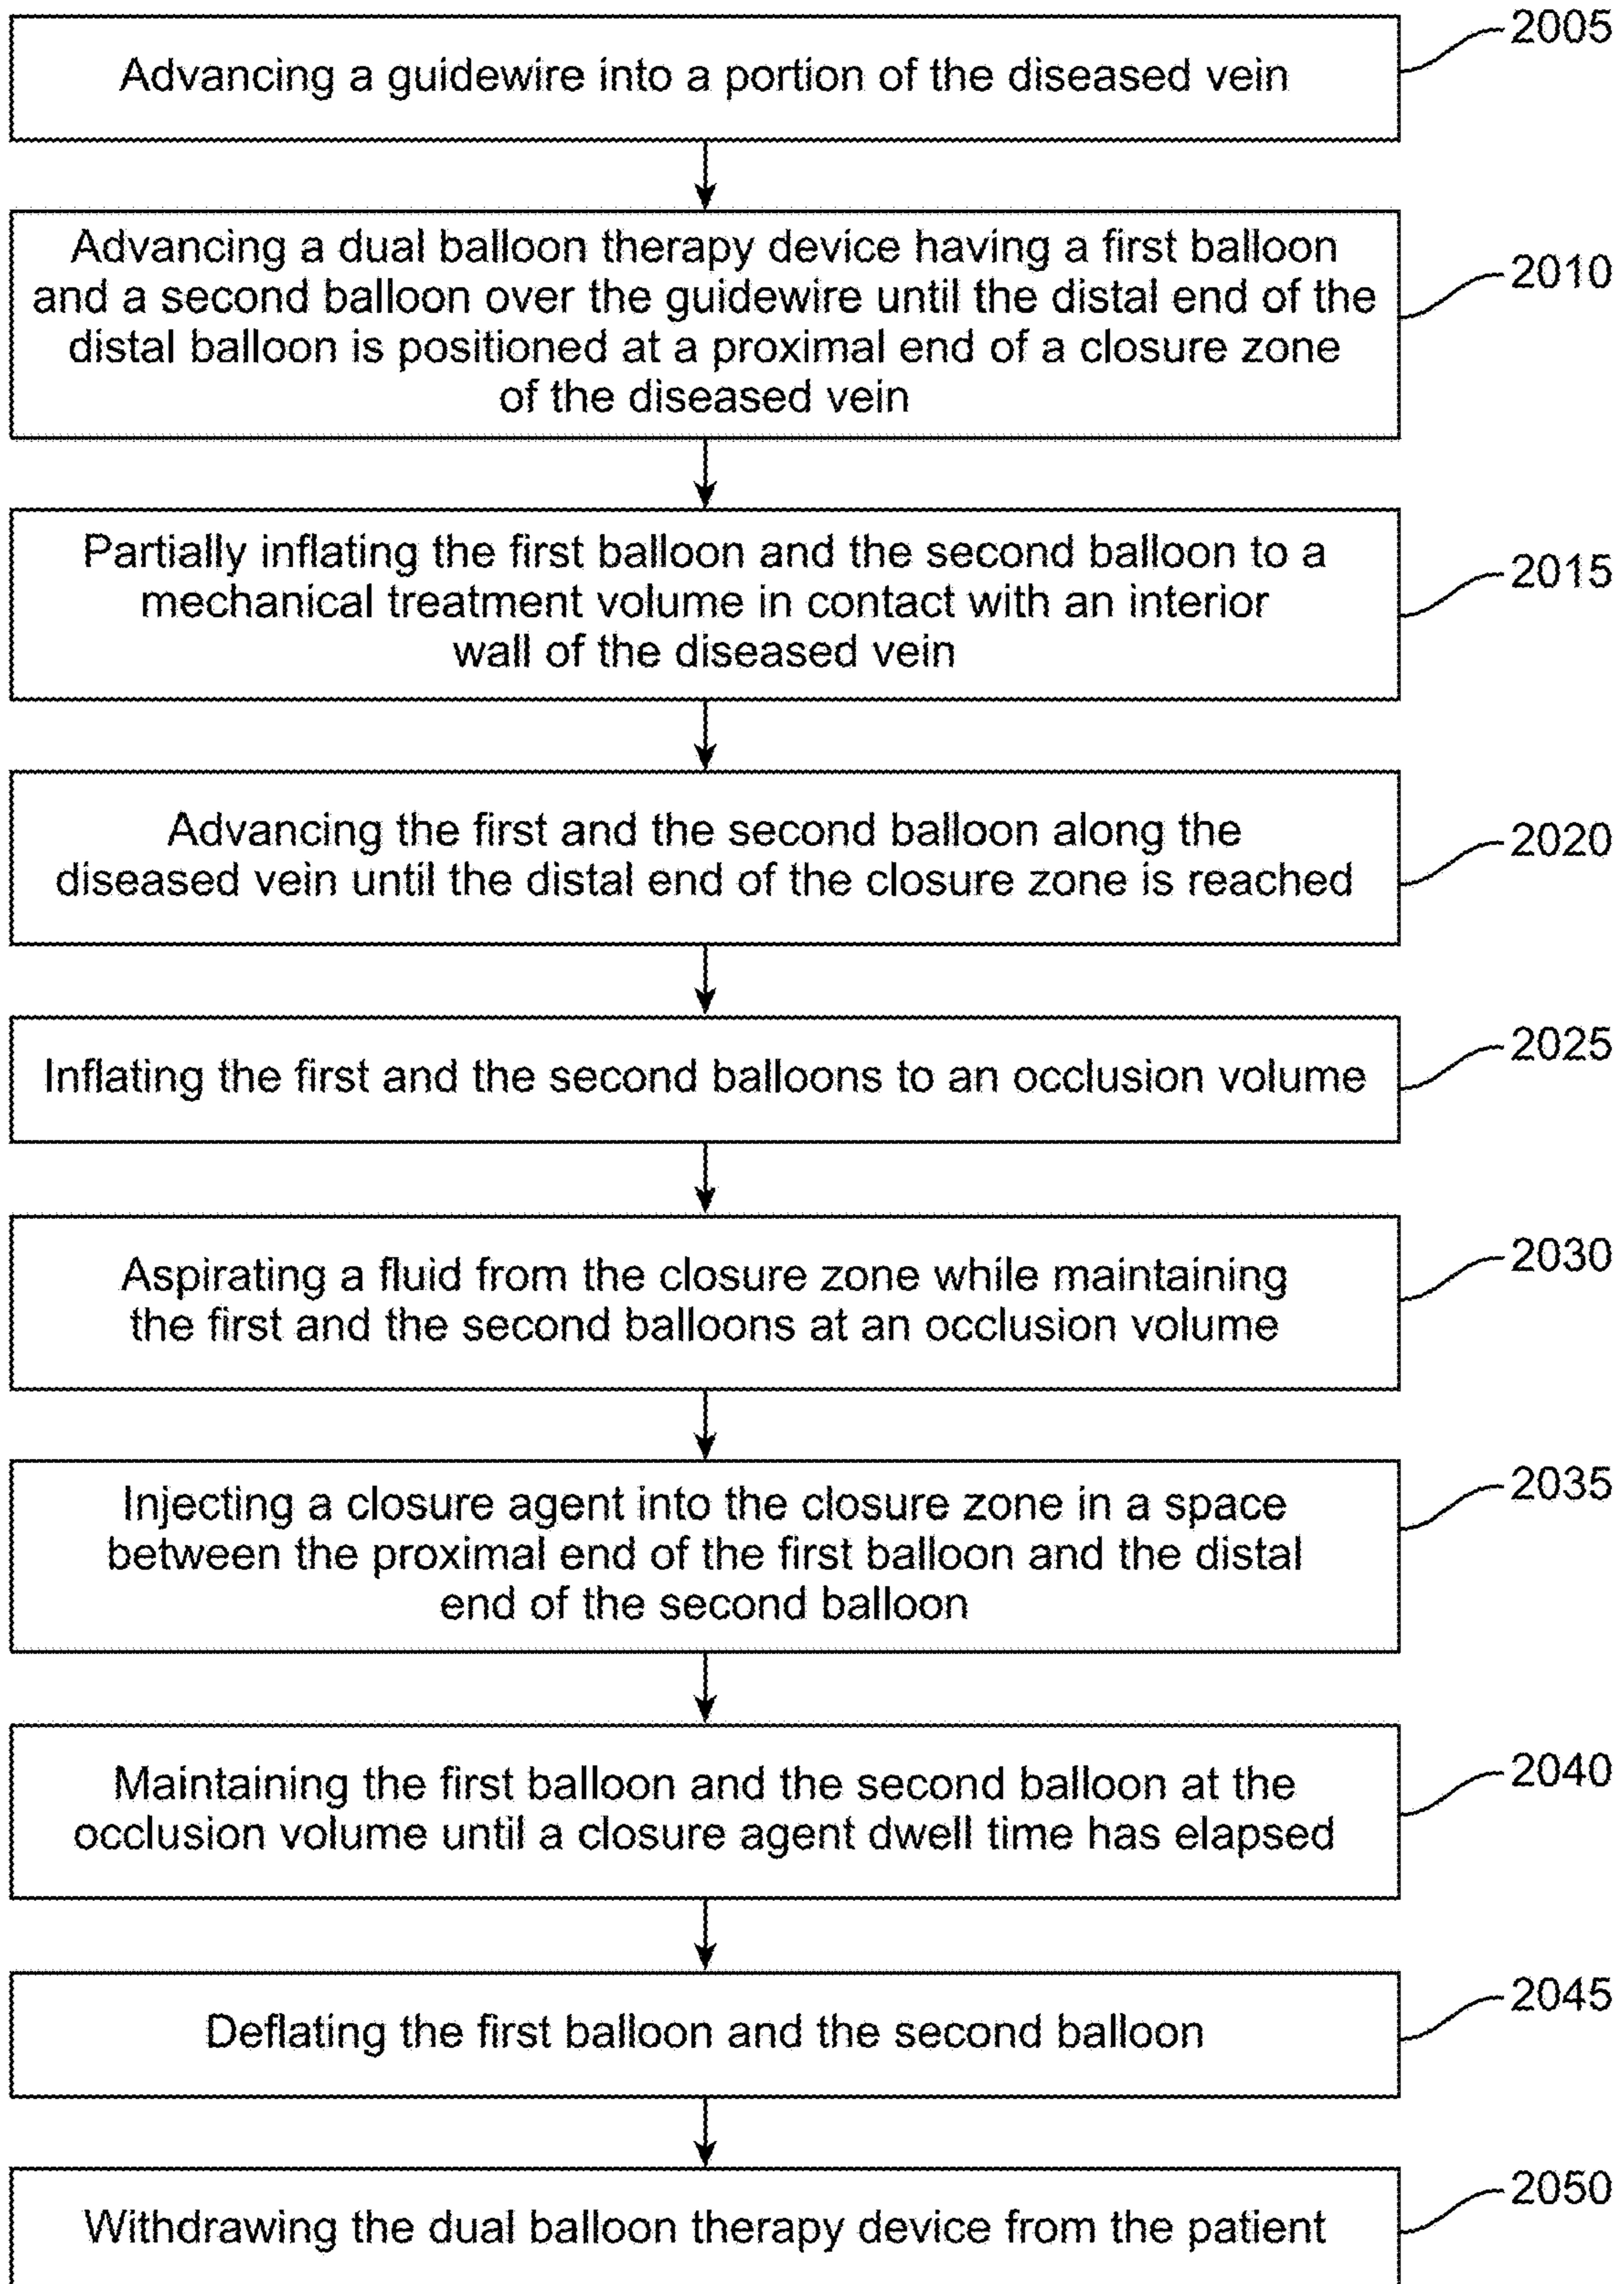 2005
Advancing a guidewire into a portion of the diseased vein
Advancing a dual balloon therapy device having a first balloon
and a second balloon over the guidewire until the distal end of the
distal balloon is positioned at a proximal end of a closure zone
of the diseased vein
2010
Partially inflating the first balloon and the second balloon to a
mechanical treatment volume in contact with an interior
wall of the diseased vein
2015
Advancing the first and the second balloon along the
diseased vein until the distal end of the closure zone is reached
2020
Inflating the first and the second balloons to an occlusion volume
2025
Aspirating a fluid from the closure zone while maintaining
the first and the second balloons at an occlusion volume
2030
Injecting a closure agent into the closure zone in a space
between the proximal end of the first balloon and the distal
end of the second balloon
2035
Maintaining the first balloon and the second balloon at the
occlusion volume until a closure agent dwell time has elapsed
2040
Deflating the first balloon and the second balloon
2045
Withdrawing the dual balloon therapy device from the patient
2050